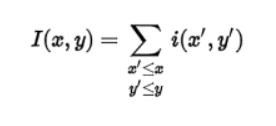 I(x, y) = ∑ i(x′, y′)
x′≤x
y′≤y